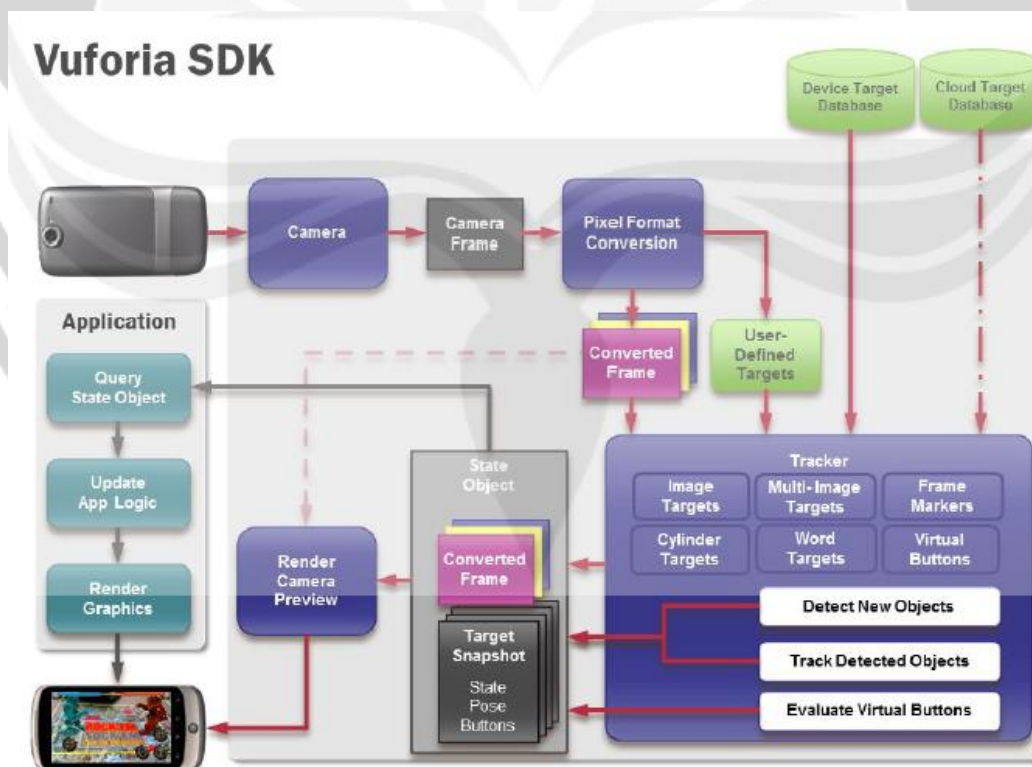 Vuforia SDK
Device Target
Database
Cloud Target
Database
Camera
Camera
Frame
Pixel Format
Conversion
Application
Query
State Object
Update
App Logic
Render
Graphics
Converted
Frame
User-
Defined
Targets
State
Object
Converted
Frame
Target
Snapshot
State
Pose
Buttons
Render
Camera
Preview
Tracker
Image
Targets
Multi-Image
Targets
Frame
Markers
Cylinder
Targets
Word
Targets
Virtual
Buttons
Detect New Objects
Track Detected Objects
Evaluate Virtual Buttons